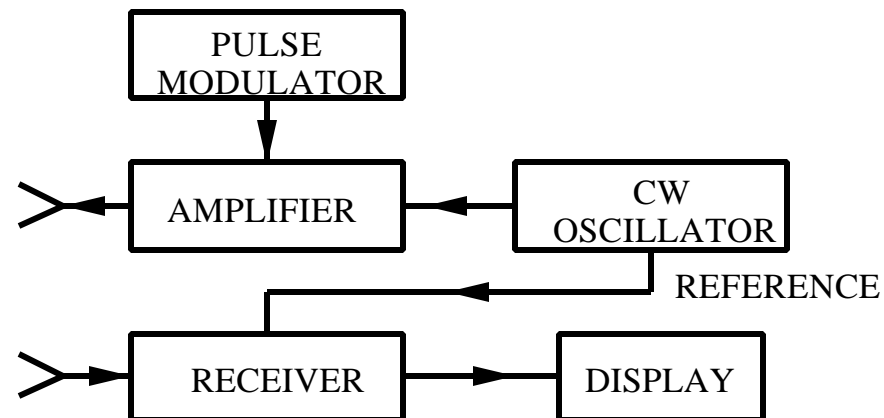 PULSE
MODULATOR
AMPLIFIER
CW
OSCILLATOR
REFERENCE
RECEIVER
DISPLAY